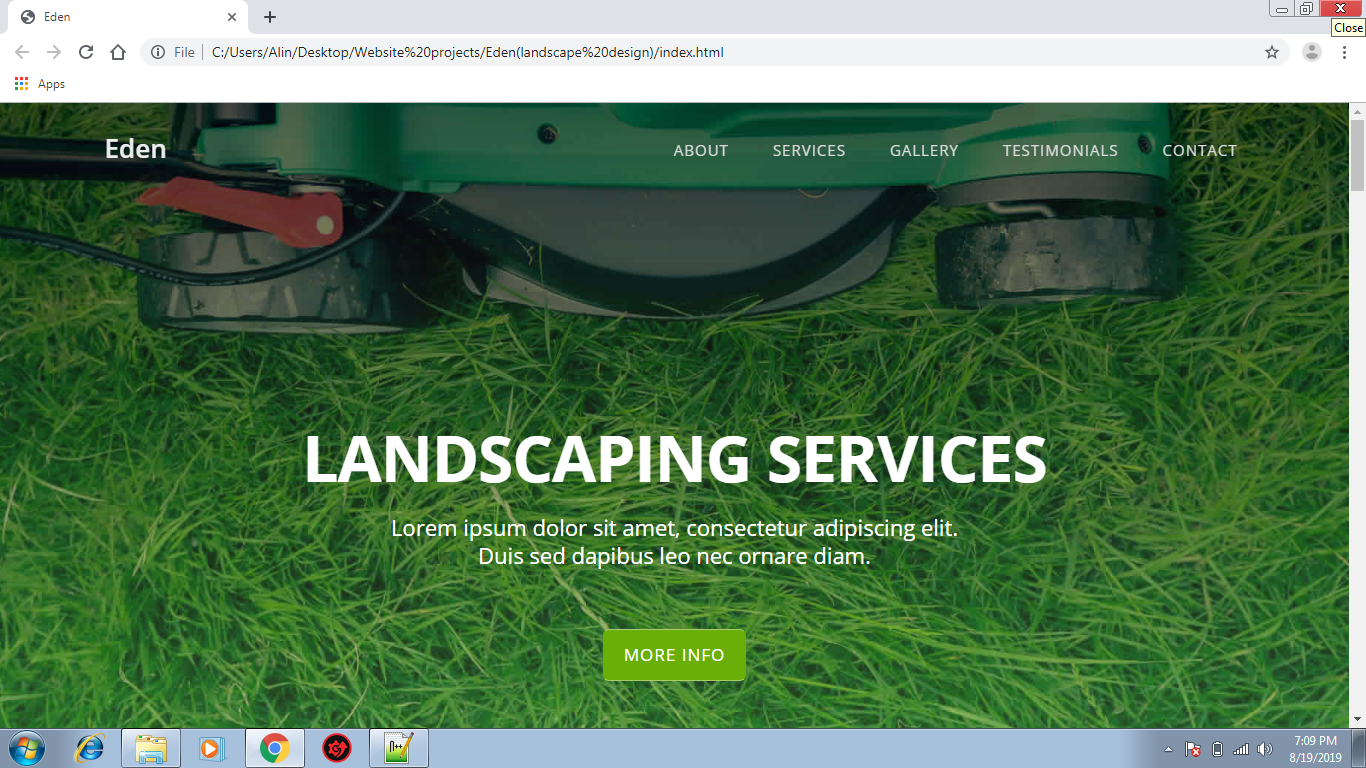 Eden
Close
File
C:/Users/Alin/Desktop/Website%20projects/Eden(landscape%20design)/index.html
Apps
Eden
ABOUT SERVICES GALLERY TESTIMONIALS CONTACT
LANDSCAPING SERVICES
Lorem ipsum dolor sit amet, consectetur adipiscing elit.
Duis sed dapibus leo nec ornare diam.
MORE INFO
7:09 PM
8/19/2019